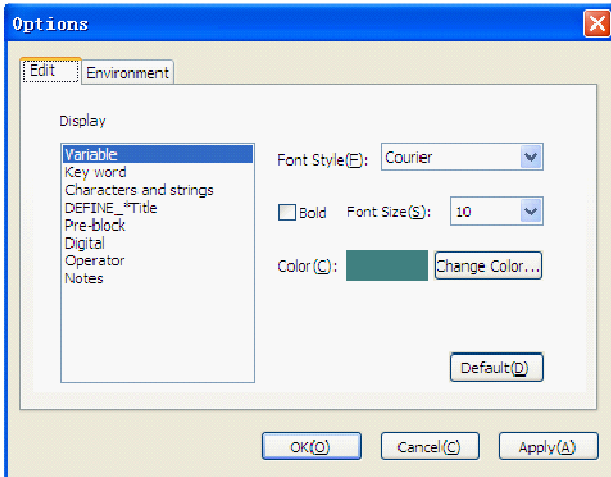 Options
Edit
Environment
Display
Variable
Key word
Characters and strings
DEFINE_*Title
Pre-block
Digital
Operator
Notes
Font Style(F):
Courier
Bold
Font Size(S):
10
Color(C):
Change Color...
Default(D)
OK(O)
Cancel(C)
Apply(A)